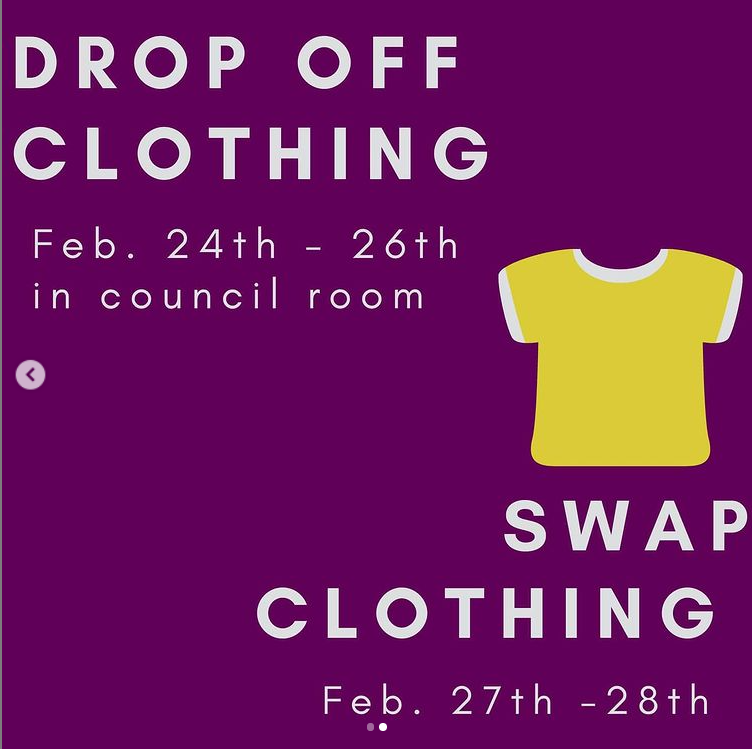 DROP OFF
CLOTHING
Feb. 24th - 26th
in council room
SWAP
CLOTHING
Feb. 27th -28th